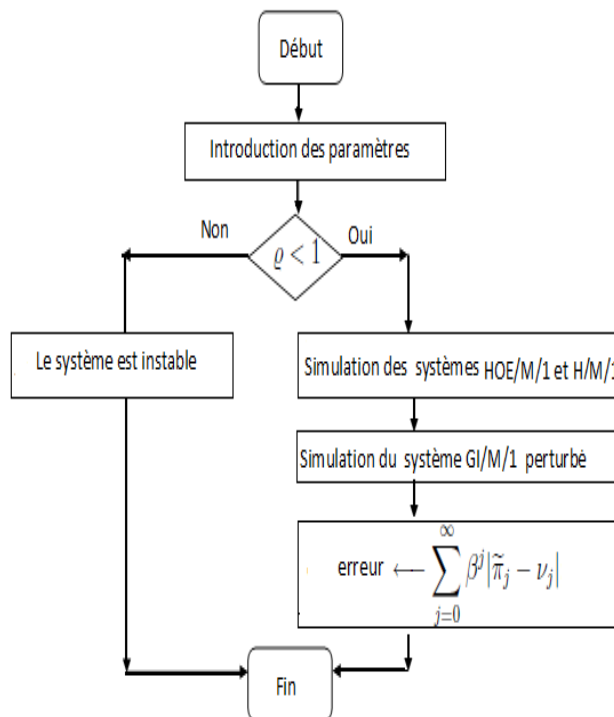 Début
Introduction des paramètres
Non
Oui
ϱ < 1
Le système est instable
Simulation des systèmes HOE/M/1 et H/M/1
Simulation du système GI/M/1 perturbé
erreur ⟵ ∑_{j=0}^{∞} β^j |π̃_j − ν_j|
Fin